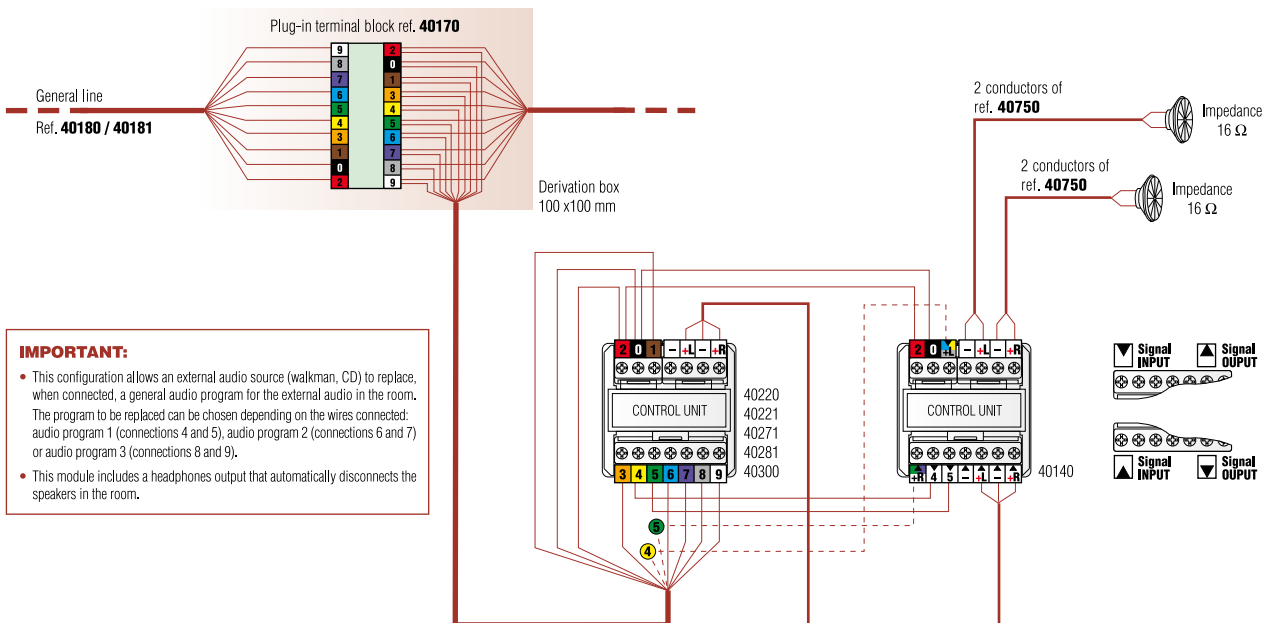 Plug-in terminal block ref. 40170
9 2
8 0
7 1
6 3
5 4
4 5
3 6
1 7
0 8
2 9
General line
Ref. 40180 / 40181
Derivation box
100 x100 mm
2 conductors of
ref. 40750
Impedance
16 Ω
2 conductors of
ref. 40750
Impedance
16 Ω
IMPORTANT:
• This configuration allows an external audio source (walkman, CD) to replace,
when connected, a general audio program for the external audio in the room.
The program to be replaced can be chosen depending on the wires connected:
audio program 1 (connections 4 and 5), audio program 2 (connections 6 and 7)
or audio program 3 (connections 8 and 9).
• This module includes a headphones output that automatically disconnects the
speakers in the room.
2 0 1 - +L - +R
CONTROL UNIT
3 4 5 6 7 8 9
40220
40221
40271
40281
40300
5
4
2 0 +L - +L - +R
CONTROL UNIT
+R 4 5 - +L - +R
40140
Signal
INPUT
Signal
OUPUT
Signal
INPUT
Signal
OUPUT